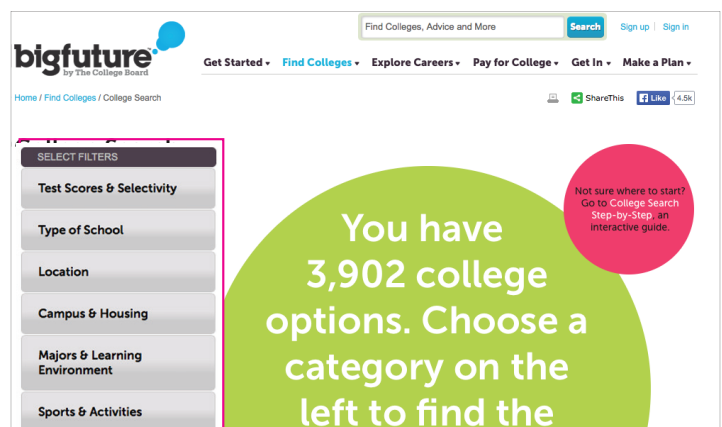 Find Colleges, Advice and More
Search
Sign up | Sign in
bigfuture
by The College Board
Get Started Find Colleges Explore Careers Pay for College Get In Make a Plan
Home / Find Colleges / College Search
ShareThis
Like 4.5k
SELECT FILTERS
Test Scores & Selectivity
Type of School
Location
Campus & Housing
Majors & Learning
Environment
Sports & Activities
Not sure where to start?
Go to College Search
Step-by-Step, an
interactive guide.
You have
3,902 college
options. Choose a
category on the
left to find the